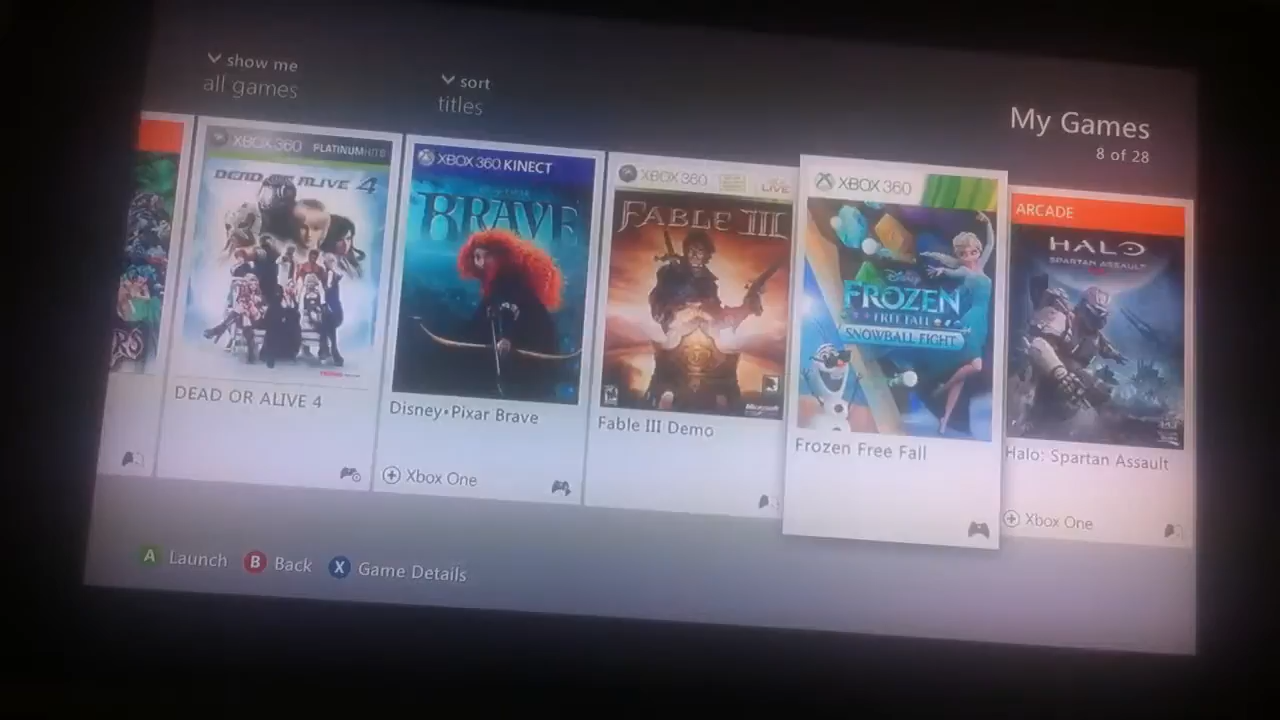 show me
all games
sort
titles
My Games
8 of 28
XBOX 360 PLATINUM HITS
DEAD OR ALIVE 4
DEAD OR ALIVE 4
XBOX 360 KINECT
BRAVE
Disney•Pixar Brave
Xbox One
XBOX 360 LIVE
FABLE III
Microsoft
Fable III Demo
XBOX 360
Disney
FROZEN
FREE FALL
SNOWBALL FIGHT
Frozen Free Fall
ARCADE
HALO
SPARTAN ASSAULT
Halo: Spartan Assault
Xbox One
A Launch B Back X Game Details